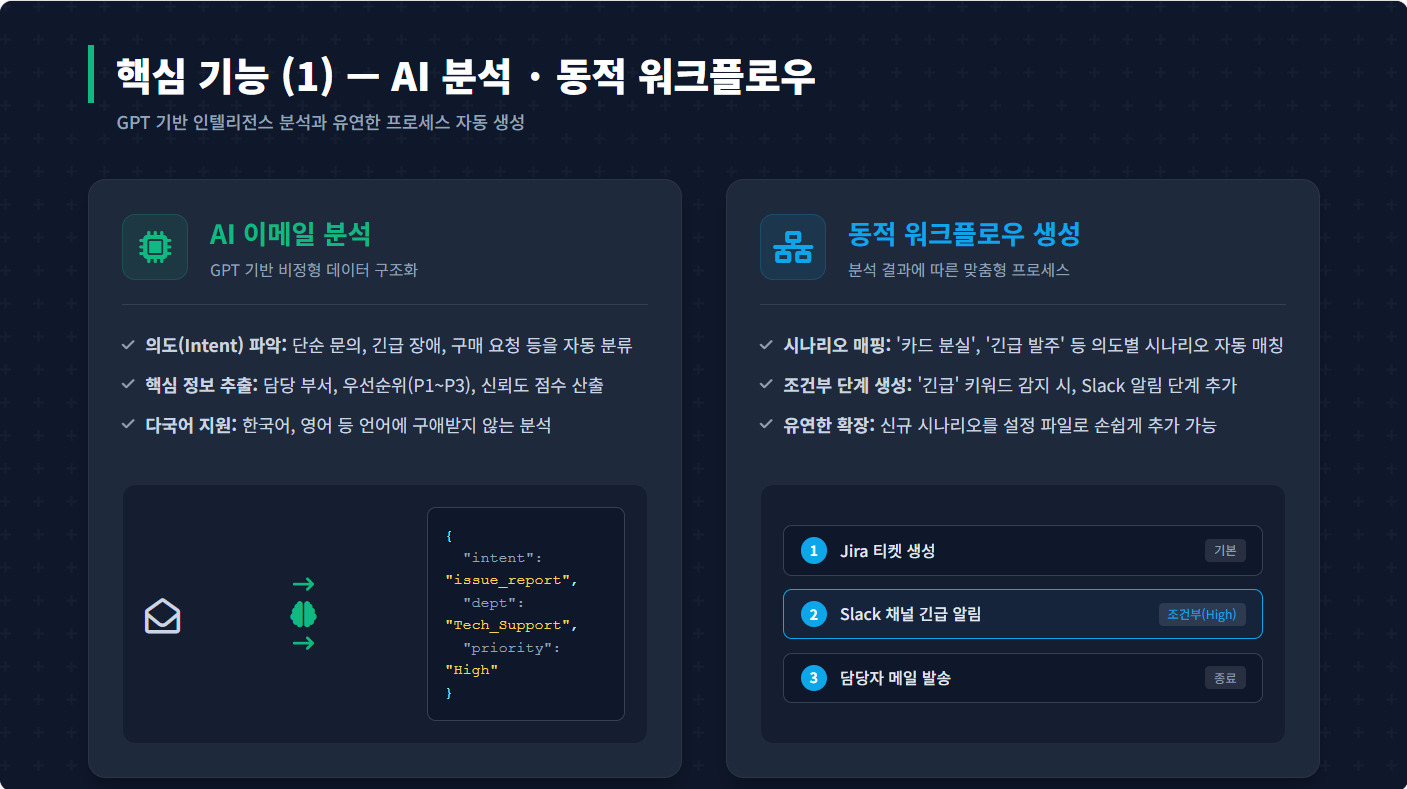 핵심 기능 (1) — AI 분석 · 동적 워크플로우
GPT 기반 인텔리전스 분석과 유연한 프로세스 자동 생성
AI 이메일 분석
GPT 기반 비정형 데이터 구조화
의도(Intent) 파악: 단순 문의, 긴급 장애, 구매 요청 등을 자동 분류
핵심 정보 추출: 담당 부서, 우선순위(P1~P3), 신뢰도 점수 산출
다국어 지원: 한국어, 영어 등 언어에 구애받지 않는 분석
{
"intent":
"issue_report",
"dept":
"Tech_Support",
"priority":
"High"
}
동적 워크플로우 생성
분석 결과에 따른 맞춤형 프로세스
시나리오 매핑: '카드 분실', '긴급 발주' 등 의도별 시나리오 자동 매칭
조건부 단계 생성: '긴급' 키워드 감지 시, Slack 알림 단계 추가
유연한 확장: 신규 시나리오를 설정 파일로 손쉽게 추가 가능
1 Jira 티켓 생성 기본
2 Slack 채널 긴급 알림 조건부(High)
3 담당자 메일 발송 종료